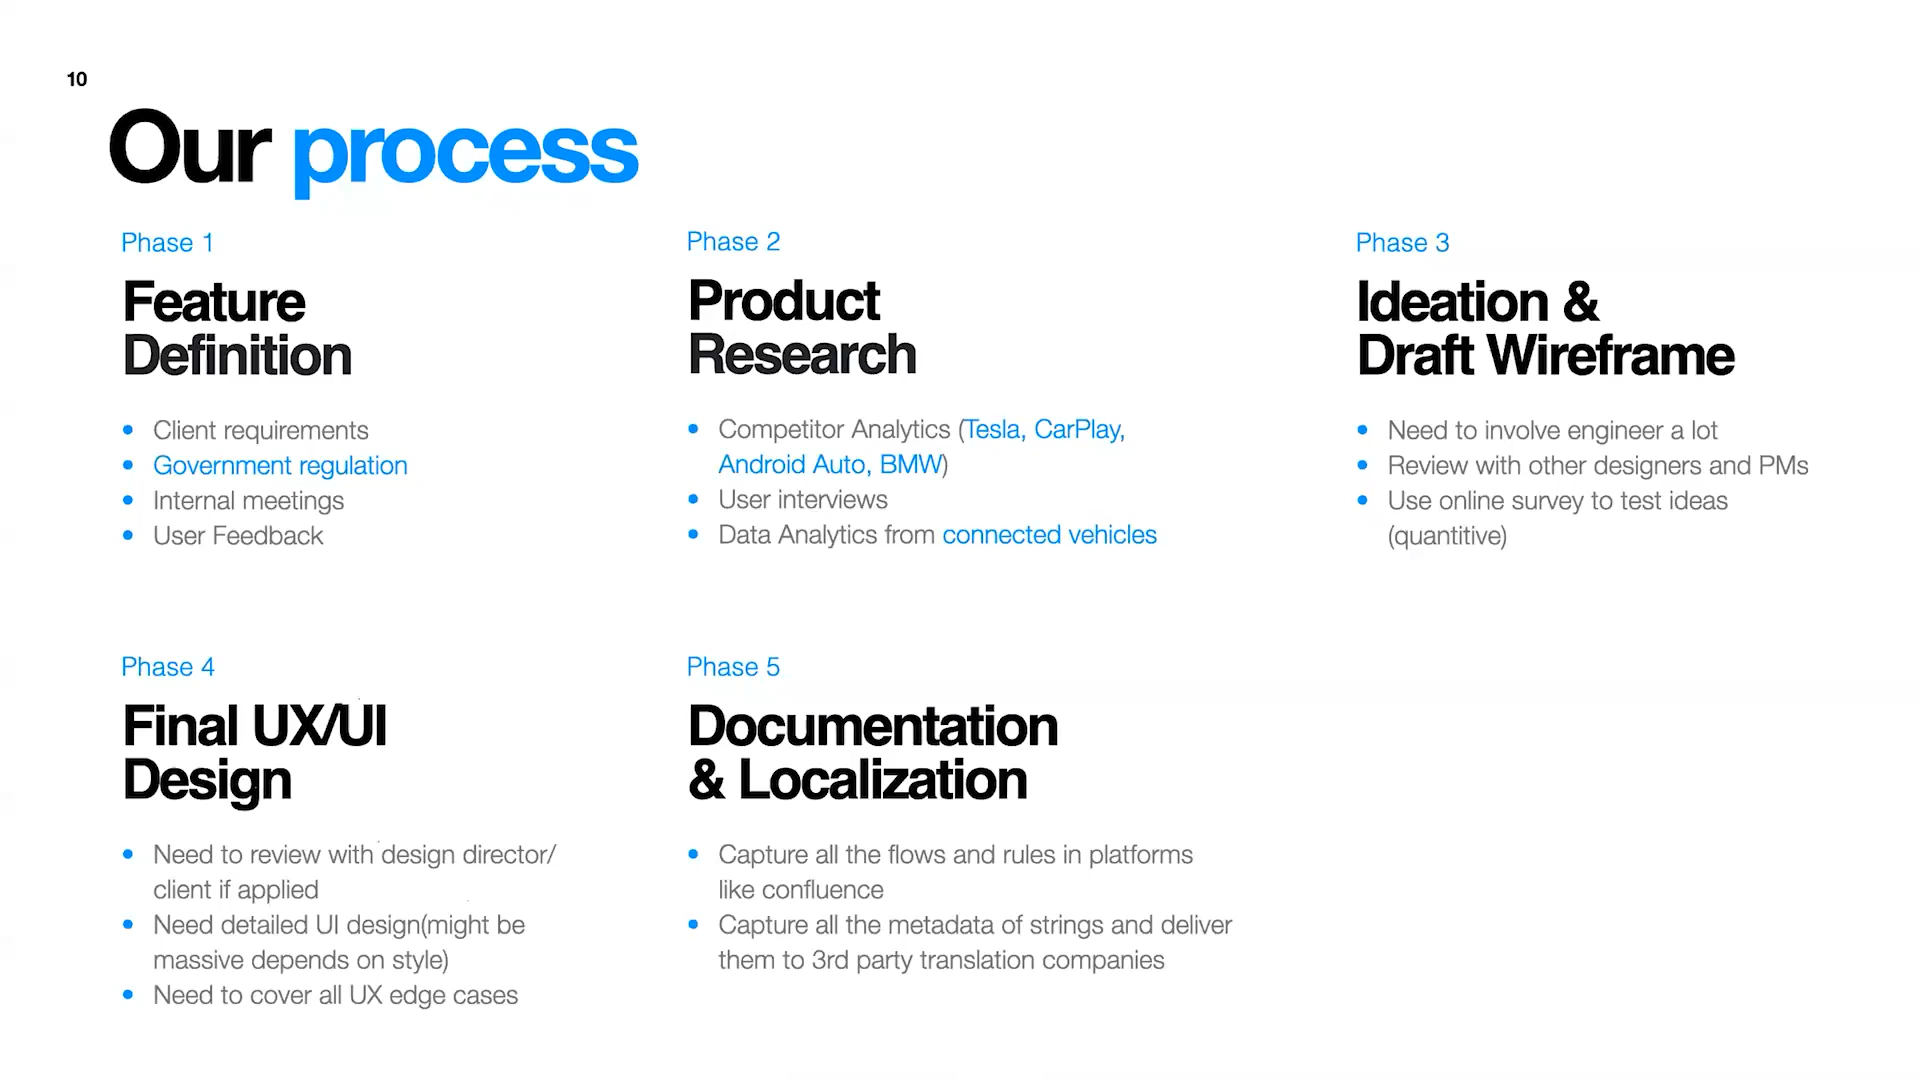 10
Our process
Phase 1
Feature
Definition
• Client requirements
• Government regulation
• Internal meetings
• User Feedback
Phase 2
Product
Research
• Competitor Analytics (Tesla, CarPlay,
Android Auto, BMW)
• User interviews
• Data Analytics from connected vehicles
Phase 3
Ideation &
Draft Wireframe
• Need to involve engineer a lot
• Review with other designers and PMs
• Use online survey to test ideas
(quantitive)
Phase 4
Final UX/UI
Design
• Need to review with design director/
client if applied
• Need detailed UI design(might be
massive depends on style)
• Need to cover all UX edge cases
Phase 5
Documentation
& Localization
• Capture all the flows and rules in platforms
like confluence
• Capture all the metadata of strings and deliver
them to 3rd party translation companies